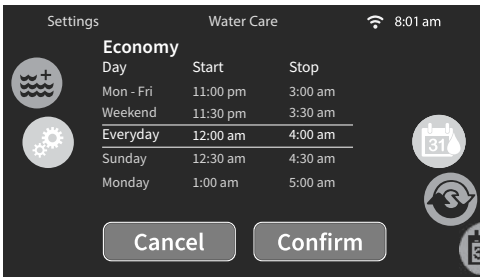 Settings Water Care 8:01 am
Economy
Day Start Stop
Mon - Fri 11:00 pm 3:00 am
Weekend 11:30 pm 3:30 am
Everyday 12:00 am 4:00 am
Sunday 12:30 am 4:30 am
Monday 1:00 am 5:00 am
31
Cancel Confirm